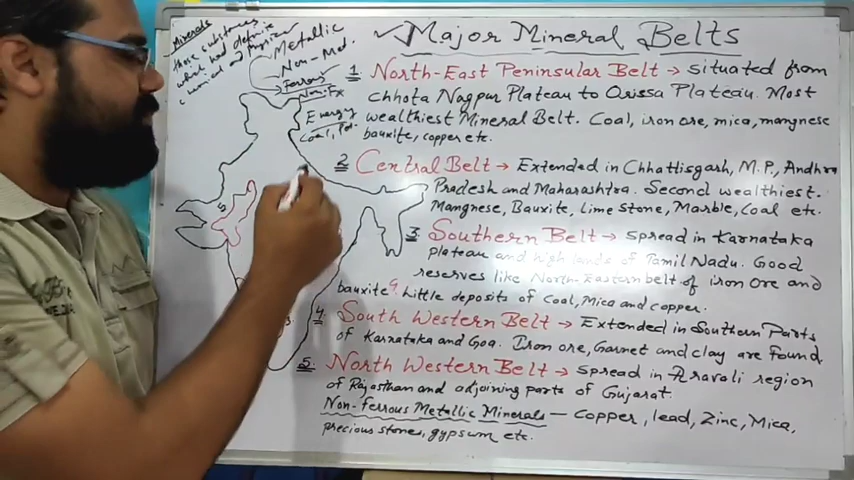 Minerals
those substances
which had definite
chemical and physical
Metallic
Non-Met.
Ferrous
Non-Fx
Energy
Coal, Pet.
✓ Major Mineral Belts
1. North-East Peninsular Belt → situated from
chhota Nagpur Plateau to Orissa Plateau. Most
wealthiest Mineral Belt. Coal, iron ore, mica, mangnese
bauxite, copper etc.
2 Central Belt → Extended in Chhattisgarh, M.P., Andhra
Pradesh and Maharashtra. Second wealthiest.
Mangnese, Bauxite, lime Stone, Marble, Coal etc.
3. Southern Belt → Spread in Karnataka
plateau and high lands of Tamil Nadu. Good
reserves like North-Eastern belt of iron Ore and
bauxite. Little deposits of Coal, Mica and copper.
4. South Western Belt → Extended in Southern Parts
of Karnataka and Goa. Iron ore, Garnet and clay are found
5. North Western Belt → Spread in Aravali region
of Rajasthan and adjoining parts of Gujarat.
Non-Ferrous Metallic Minerals — Copper, lead, Zinc, Mica,
precious stones, gypsum etc.
5